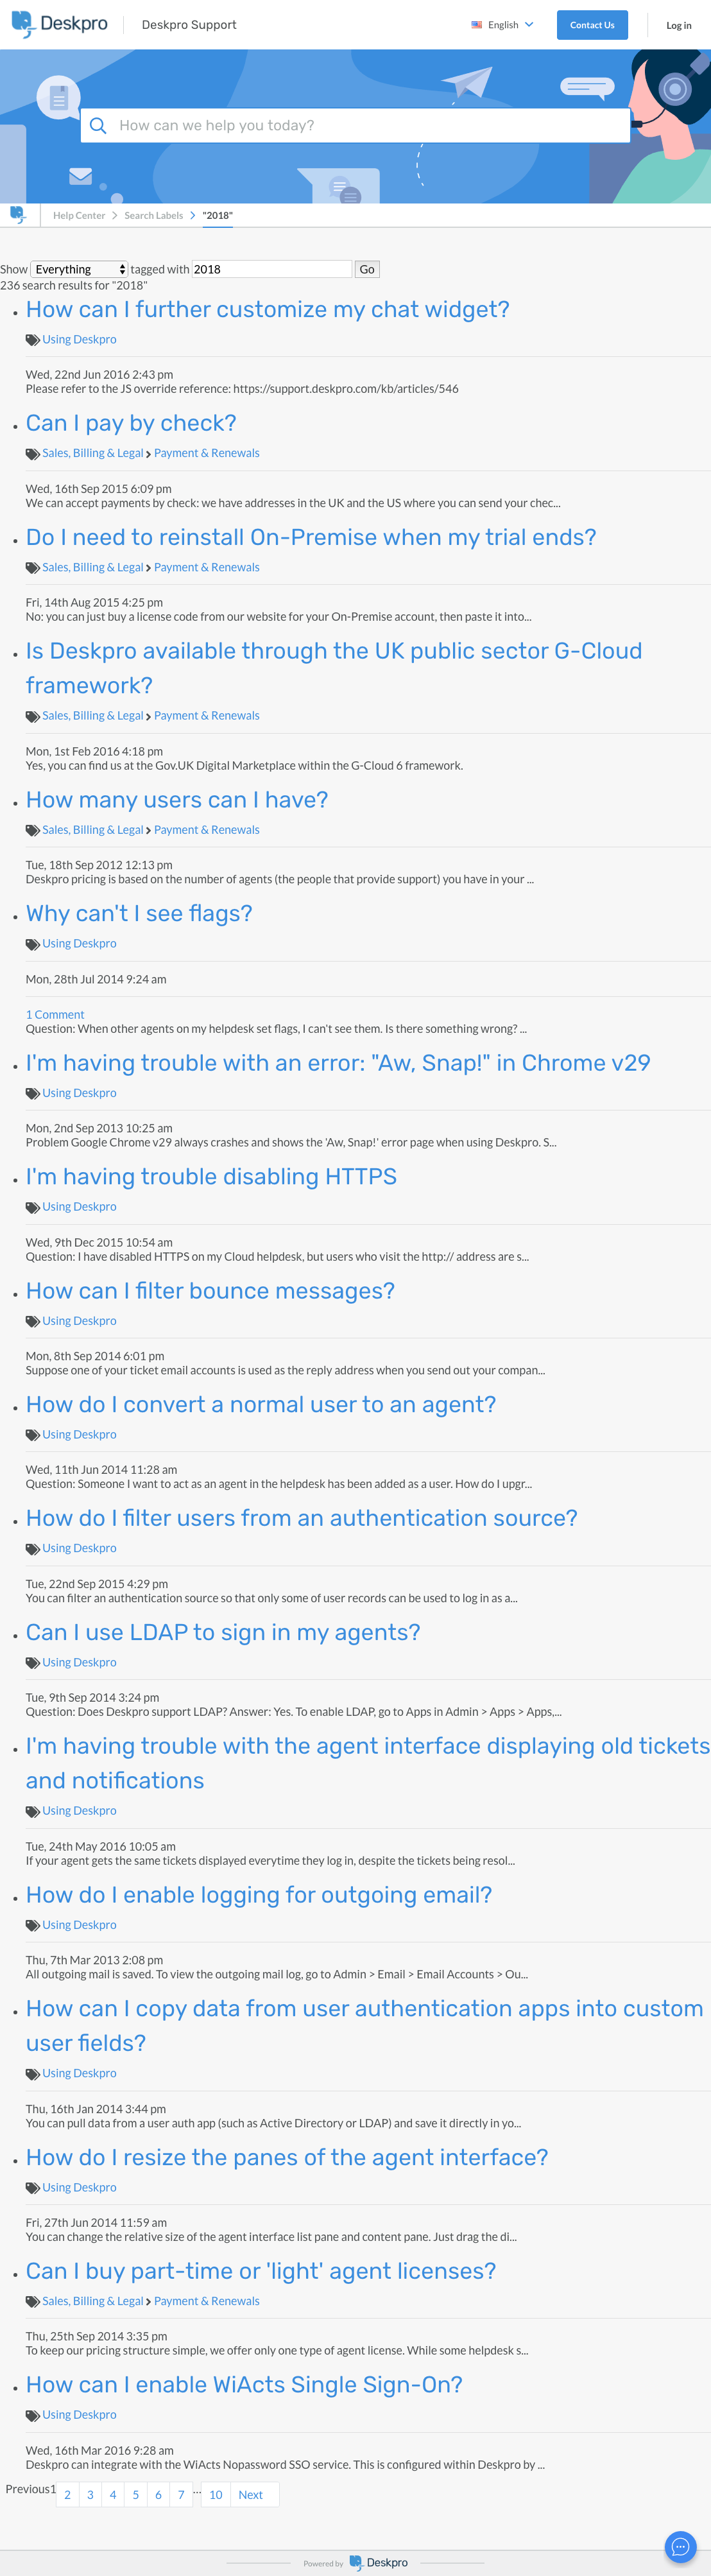 Deskpro
Deskpro Support
English
Contact Us
Log in
How can we help you today?
Help Center
Search Labels
"2018"
Show Everything tagged with 2018 Go
236 search results for "2018"
How can I further customize my chat widget?
Using Deskpro
Wed, 22nd Jun 2016 2:43 pm
Please refer to the JS override reference: https://support.deskpro.com/kb/articles/546
Can I pay by check?
Sales, Billing & Legal Payment & Renewals
Wed, 16th Sep 2015 6:09 pm
We can accept payments by check: we have addresses in the UK and the US where you can send your chec...
Do I need to reinstall On-Premise when my trial ends?
Sales, Billing & Legal Payment & Renewals
Fri, 14th Aug 2015 4:25 pm
No: you can just buy a license code from our website for your On-Premise account, then paste it into...
Is Deskpro available through the UK public sector G-Cloud
framework?
Sales, Billing & Legal Payment & Renewals
Mon, 1st Feb 2016 4:18 pm
Yes, you can find us at the Gov.UK Digital Marketplace within the G-Cloud 6 framework.
How many users can I have?
Sales, Billing & Legal Payment & Renewals
Tue, 18th Sep 2012 12:13 pm
Deskpro pricing is based on the number of agents (the people that provide support) you have in your ...
Why can't I see flags?
Using Deskpro
Mon, 28th Jul 2014 9:24 am
1 Comment
Question: When other agents on my helpdesk set flags, I can't see them. Is there something wrong? ...
I'm having trouble with an error: "Aw, Snap!" in Chrome v29
Using Deskpro
Mon, 2nd Sep 2013 10:25 am
Problem Google Chrome v29 always crashes and shows the 'Aw, Snap!' error page when using Deskpro. S...
I'm having trouble disabling HTTPS
Using Deskpro
Wed, 9th Dec 2015 10:54 am
Question: I have disabled HTTPS on my Cloud helpdesk, but users who visit the http:// address are s...
How can I filter bounce messages?
Using Deskpro
Mon, 8th Sep 2014 6:01 pm
Suppose one of your ticket email accounts is used as the reply address when you send out your compan...
How do I convert a normal user to an agent?
Using Deskpro
Wed, 11th Jun 2014 11:28 am
Question: Someone I want to act as an agent in the helpdesk has been added as a user. How do I upgr...
How do I filter users from an authentication source?
Using Deskpro
Tue, 22nd Sep 2015 4:29 pm
You can filter an authentication source so that only some of user records can be used to log in as a...
Can I use LDAP to sign in my agents?
Using Deskpro
Tue, 9th Sep 2014 3:24 pm
Question: Does Deskpro support LDAP? Answer: Yes. To enable LDAP, go to Apps in Admin > Apps > Apps,...
I'm having trouble with the agent interface displaying old tickets
and notifications
Using Deskpro
Tue, 24th May 2016 10:05 am
If your agent gets the same tickets displayed everytime they log in, despite the tickets being resol...
How do I enable logging for outgoing email?
Using Deskpro
Thu, 7th Mar 2013 2:08 pm
All outgoing mail is saved. To view the outgoing mail log, go to Admin > Email > Email Accounts > Ou...
How can I copy data from user authentication apps into custom
user fields?
Using Deskpro
Thu, 16th Jan 2014 3:44 pm
You can pull data from a user auth app (such as Active Directory or LDAP) and save it directly in yo...
How do I resize the panes of the agent interface?
Using Deskpro
Fri, 27th Jun 2014 11:59 am
You can change the relative size of the agent interface list pane and content pane. Just drag the di...
Can I buy part-time or 'light' agent licenses?
Sales, Billing & Legal Payment & Renewals
Thu, 25th Sep 2014 3:35 pm
To keep our pricing structure simple, we offer only one type of agent license. While some helpdesk s...
How can I enable WiActs Single Sign-On?
Using Deskpro
Wed, 16th Mar 2016 9:28 am
Deskpro can integrate with the WiActs Nopassword SSO service. This is configured within Deskpro by ...
Previous 1 2 3 4 5 6 7 ... 10 Next
Powered by Deskpro